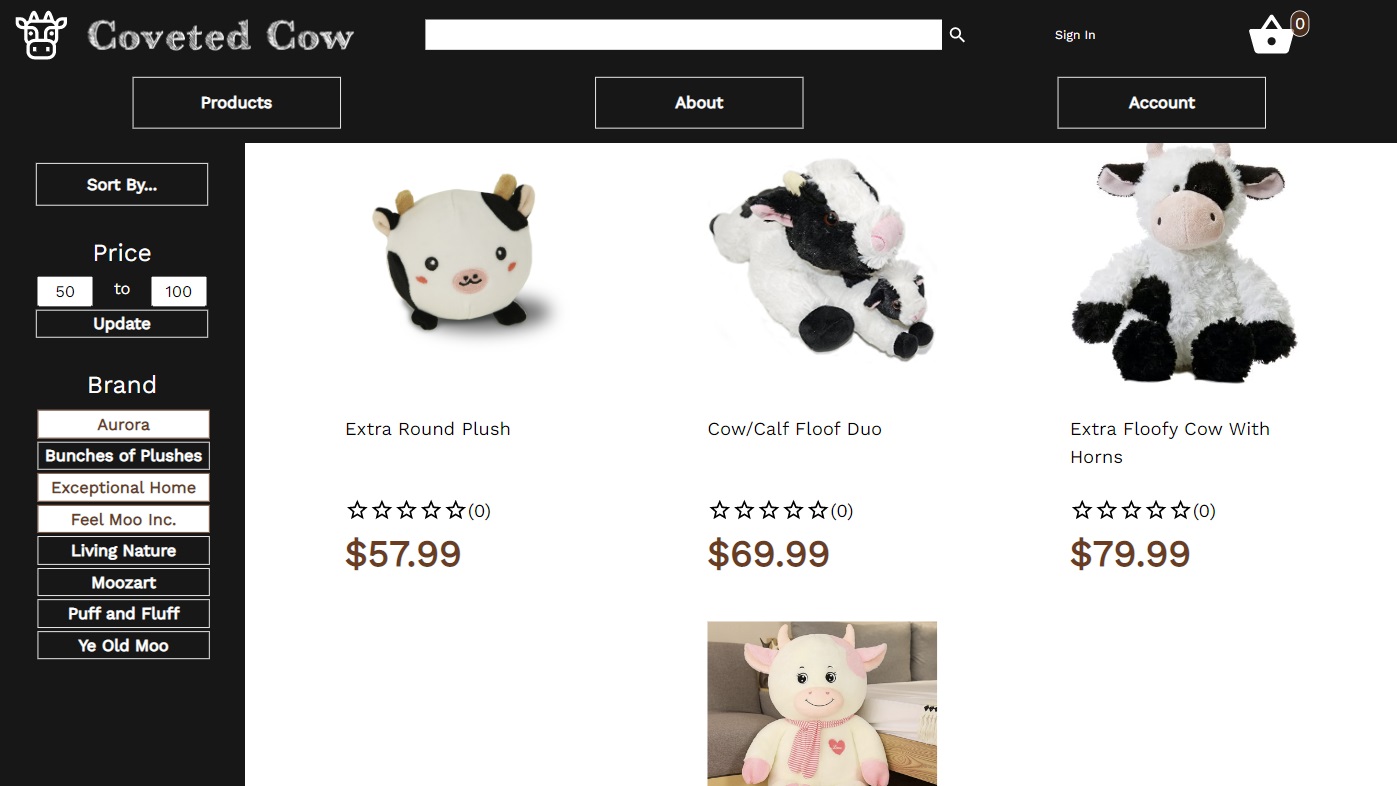 Coveted Cow
Sign In
0
Products
About
Account
Sort By...
Price
50 to 100
Update
Brand
Aurora
Bunches of Plushes
Exceptional Home
Feel Moo Inc.
Living Nature
Moozart
Puff and Fluff
Ye Old Moo
Extra Round Plush
(0)
$57.99
Cow/Calf Floof Duo
(0)
$69.99
Extra Floofy Cow With
Horns
(0)
$79.99